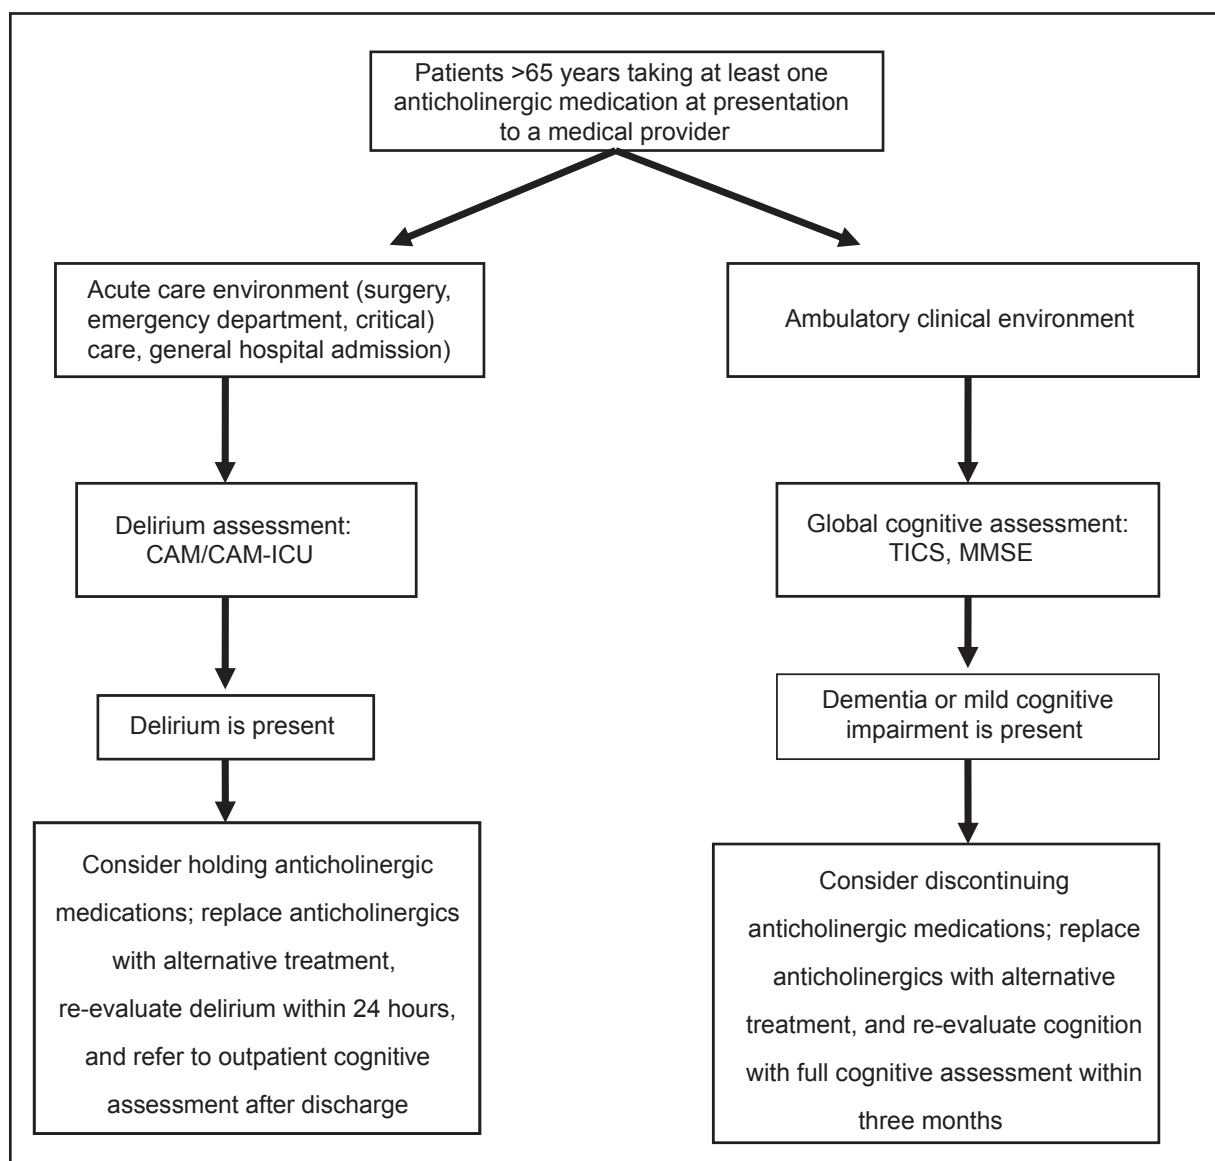 Patients >65 years taking at least one
anticholinergic medication at presentation
to a medical provider
Acute care environment (surgery,
emergency department, critical)
care, general hospital admission)
Delirium assessment:
CAM/CAM-ICU
Delirium is present
Consider holding anticholinergic
medications; replace anticholinergics
with alternative treatment,
re-evaluate delirium within 24 hours,
and refer to outpatient cognitive
assessment after discharge
Ambulatory clinical environment
Global cognitive assessment:
TICS, MMSE
Dementia or mild cognitive
impairment is present
Consider discontinuing
anticholinergic medications; replace
anticholinergics with alternative
treatment, and re-evaluate cognition
with full cognitive assessment within
three months